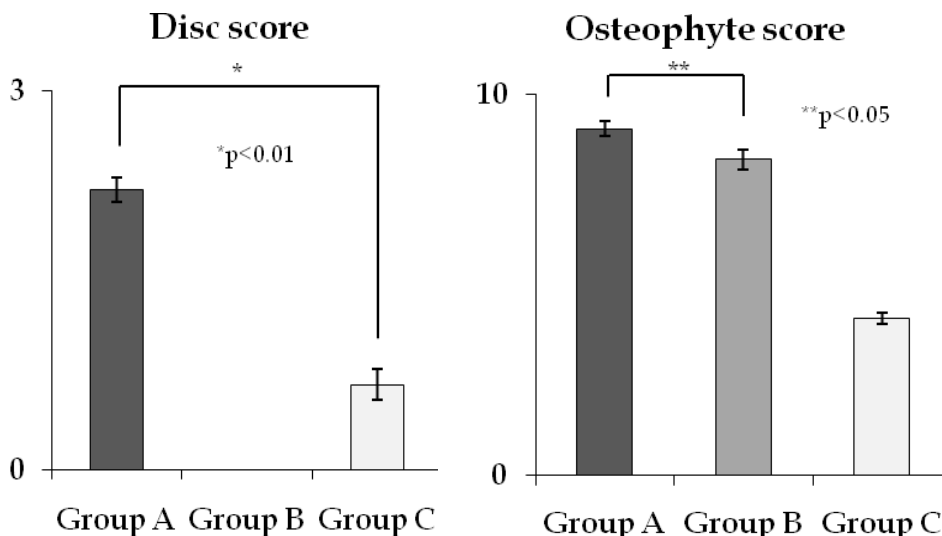 Disc score
3
*
*p<0.01
0
Group A Group B Group C
Osteophyte score
10
**
**p<0.05
0
Group A Group B Group C